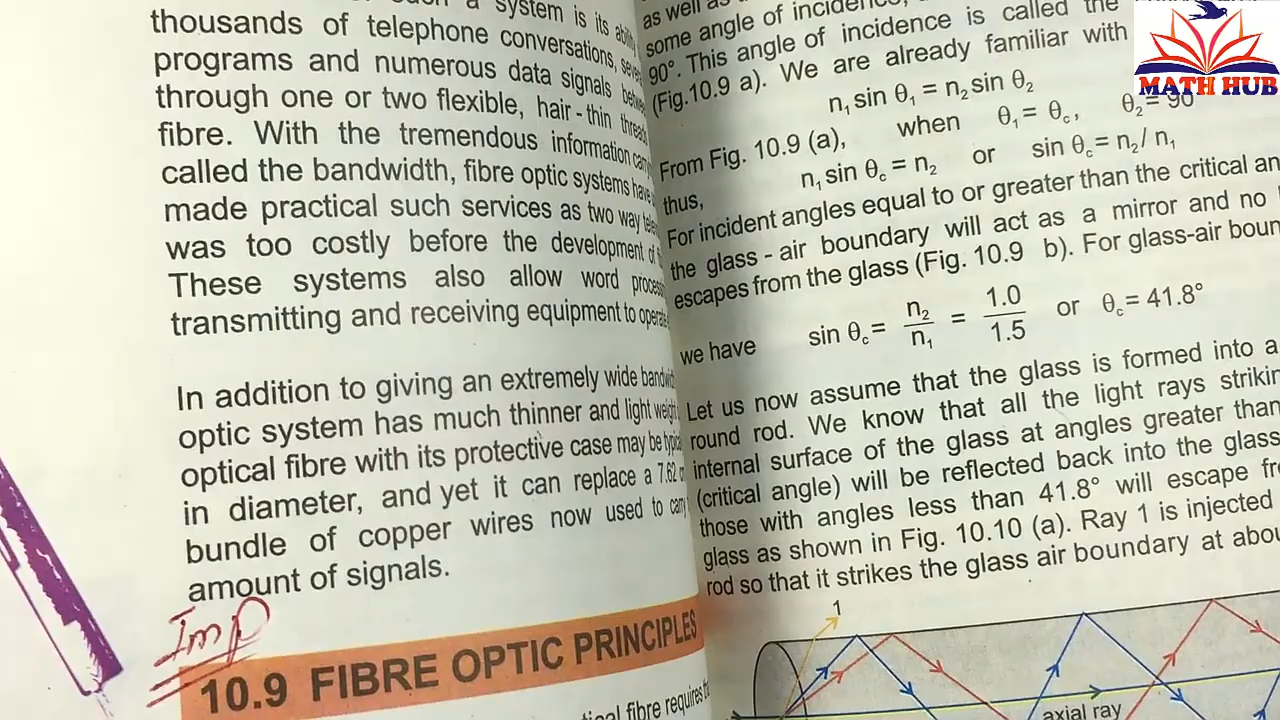 a system is its
thousands of telephone conversations,
programs and numerous data signals
through one or two flexible, hair - thin
fibre. With the tremendous information
called the bandwidth, fibre optic systems have
made practical such services as two way
was too costly before the development of
These systems also allow word
transmitting and receiving equipment to
In addition to giving an extremely wide
optic system has much thinner and light
optical fibre with its protective case may be
in diameter, and yet it can replace a 7.62
bundle of copper wires now used to
amount of signals.
Imp
10.9 FIBRE OPTIC PRINCIPLES
fibre requires
as well as
some angle of incidence,
90°. This angle of incidence is called the
(Fig.10.9 a). We are already familiar with
n₁ sin θ₁ = n₂ sin θ₂
From Fig. 10.9 (a), when θ₁ = θc, θ₂ = 90
n₁ sin θc = n₂ or sin θc = n₂ / n₁
thus,
For incident angles equal to or greater than the critical
the glass - air boundary will act as a mirror and no
escapes from the glass (Fig. 10.9 b). For glass-air
we have sin θc = n₂/n₁ = 1.0/1.5 or θc = 41.8°
Let us now assume that the glass is formed into a
round rod. We know that all the light rays
internal surface of the glass at angles greater than
(critical angle) will be reflected back into the glass
those with angles less than 41.8° will escape
glass as shown in Fig. 10.10 (a). Ray 1 is injected
rod so that it strikes the glass air boundary at
1
axial ray
MATH HUB